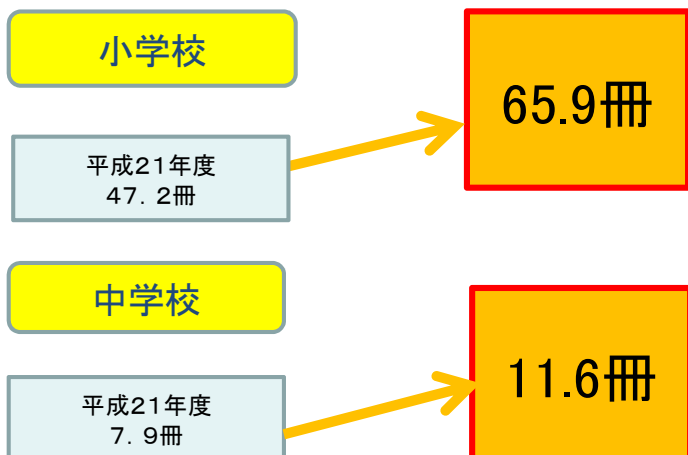 小学校
65.9冊
平成21年度
47．2冊
中学校
11.6冊
平成21年度
7．9冊